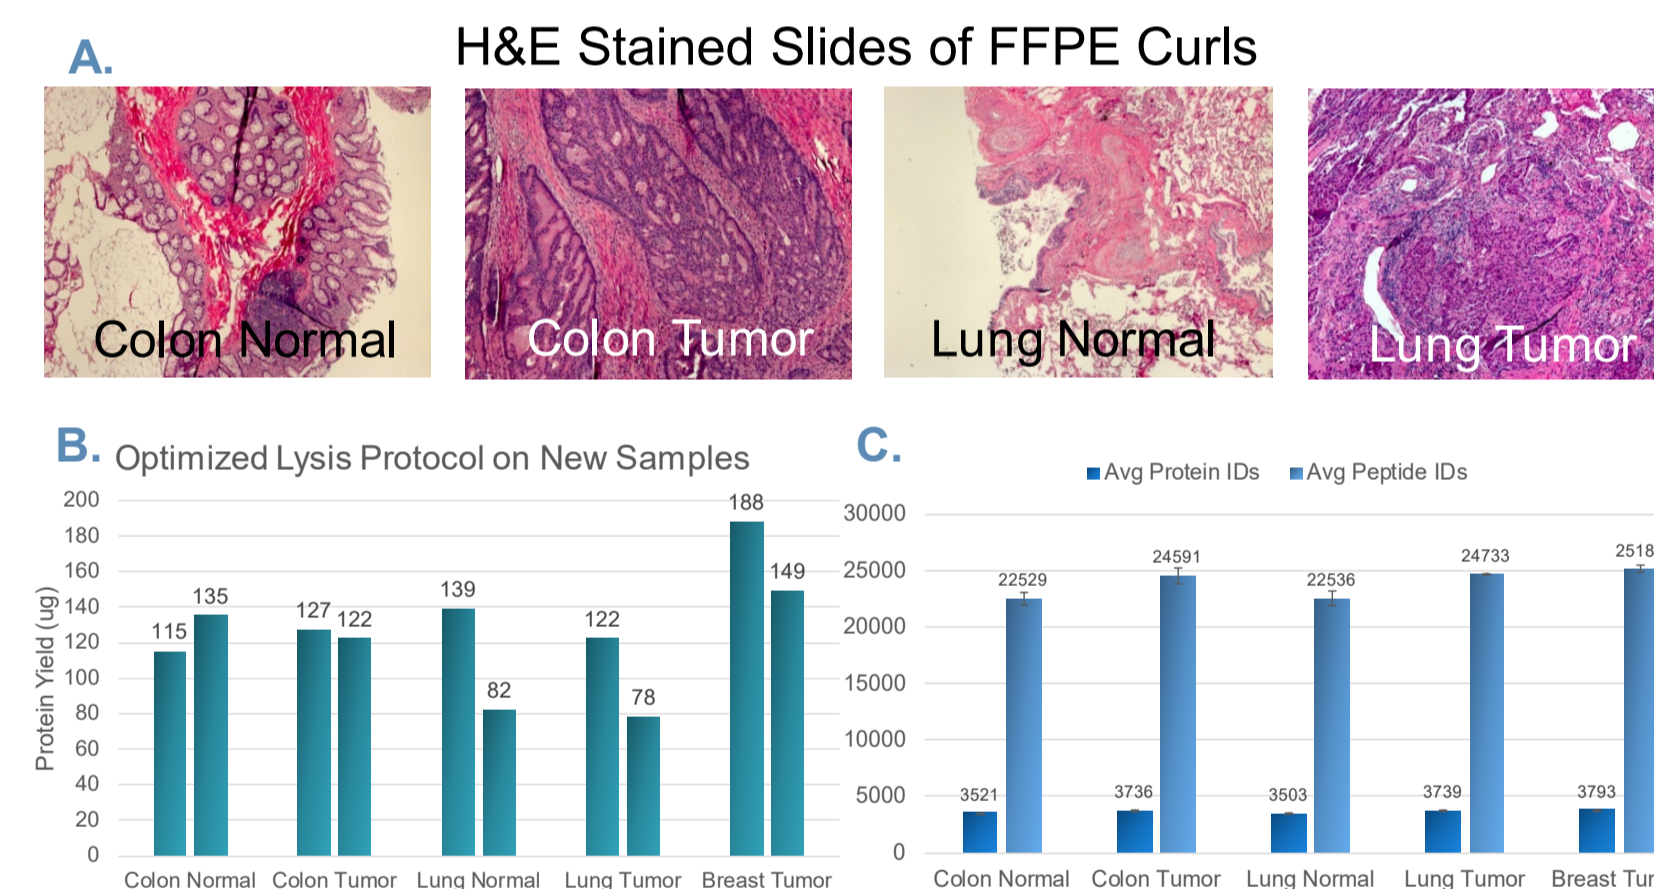 A.
H&E Stained Slides of FFPE Curls
Colon Normal
Colon Tumor
Lung Normal
Lung Tumor
B.
Optimized Lysis Protocol on New Samples
Protein Yield (ug)
200
180
160
140
120
100
80
60
40
20
0
115
135
127
122
139
82
122
78
188
149
Colon Normal
Colon Tumor
Lung Normal
Lung Tumor
Breast Tumor
C.
Avg Protein IDs
Avg Peptide IDs
30000
25000
20000
15000
10000
5000
0
3521
22529
3736
24591
3503
22536
3739
24733
3793
2518
Colon Normal
Colon Tumor
Lung Normal
Lung Tumor
Breast Tur